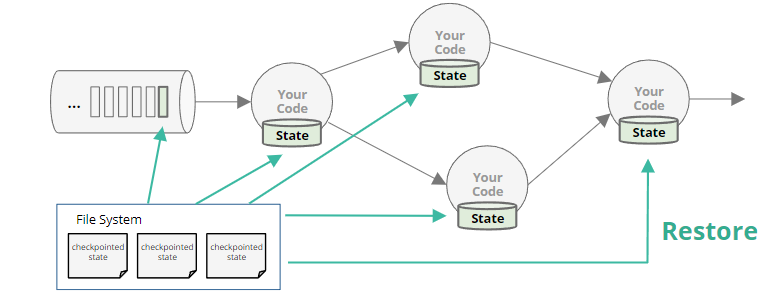 Your
Code
State
...
Your
Code
State
Your
Code
State
Your
Code
State
File System
checkpointed
state
checkpointed
state
checkpointed
state
Restore